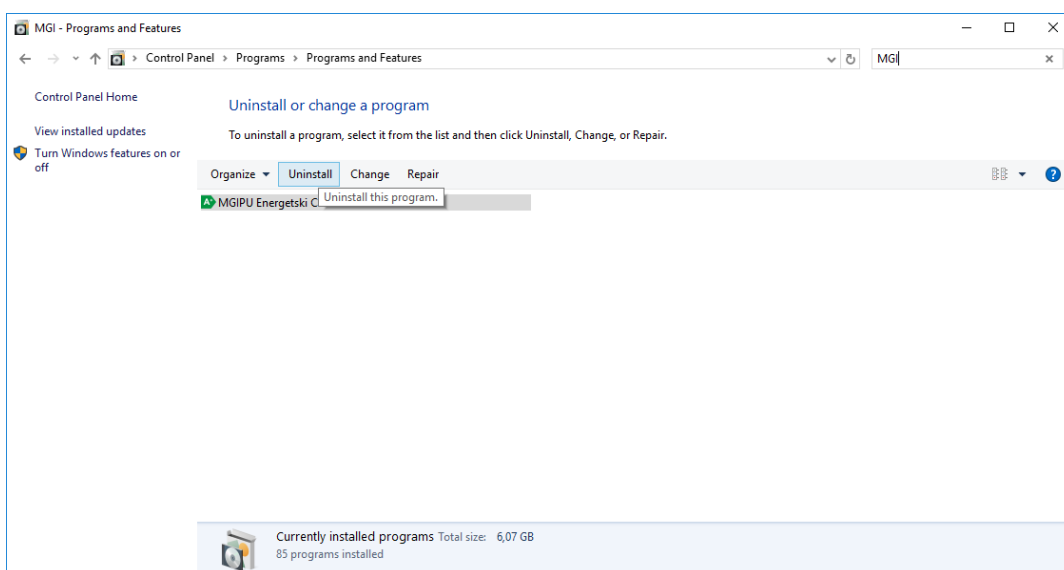 MGI - Programs and Features
Control Panel > Programs > Programs and Features
MGI
Control Panel Home
View installed updates
Turn Windows features on or
off
Uninstall or change a program
To uninstall a program, select it from the list and then click Uninstall, Change, or Repair.
Organize Uninstall Change Repair
Uninstall this program.
MGIPU Energetski
Currently installed programs Total size: 6,07 GB
85 programs installed